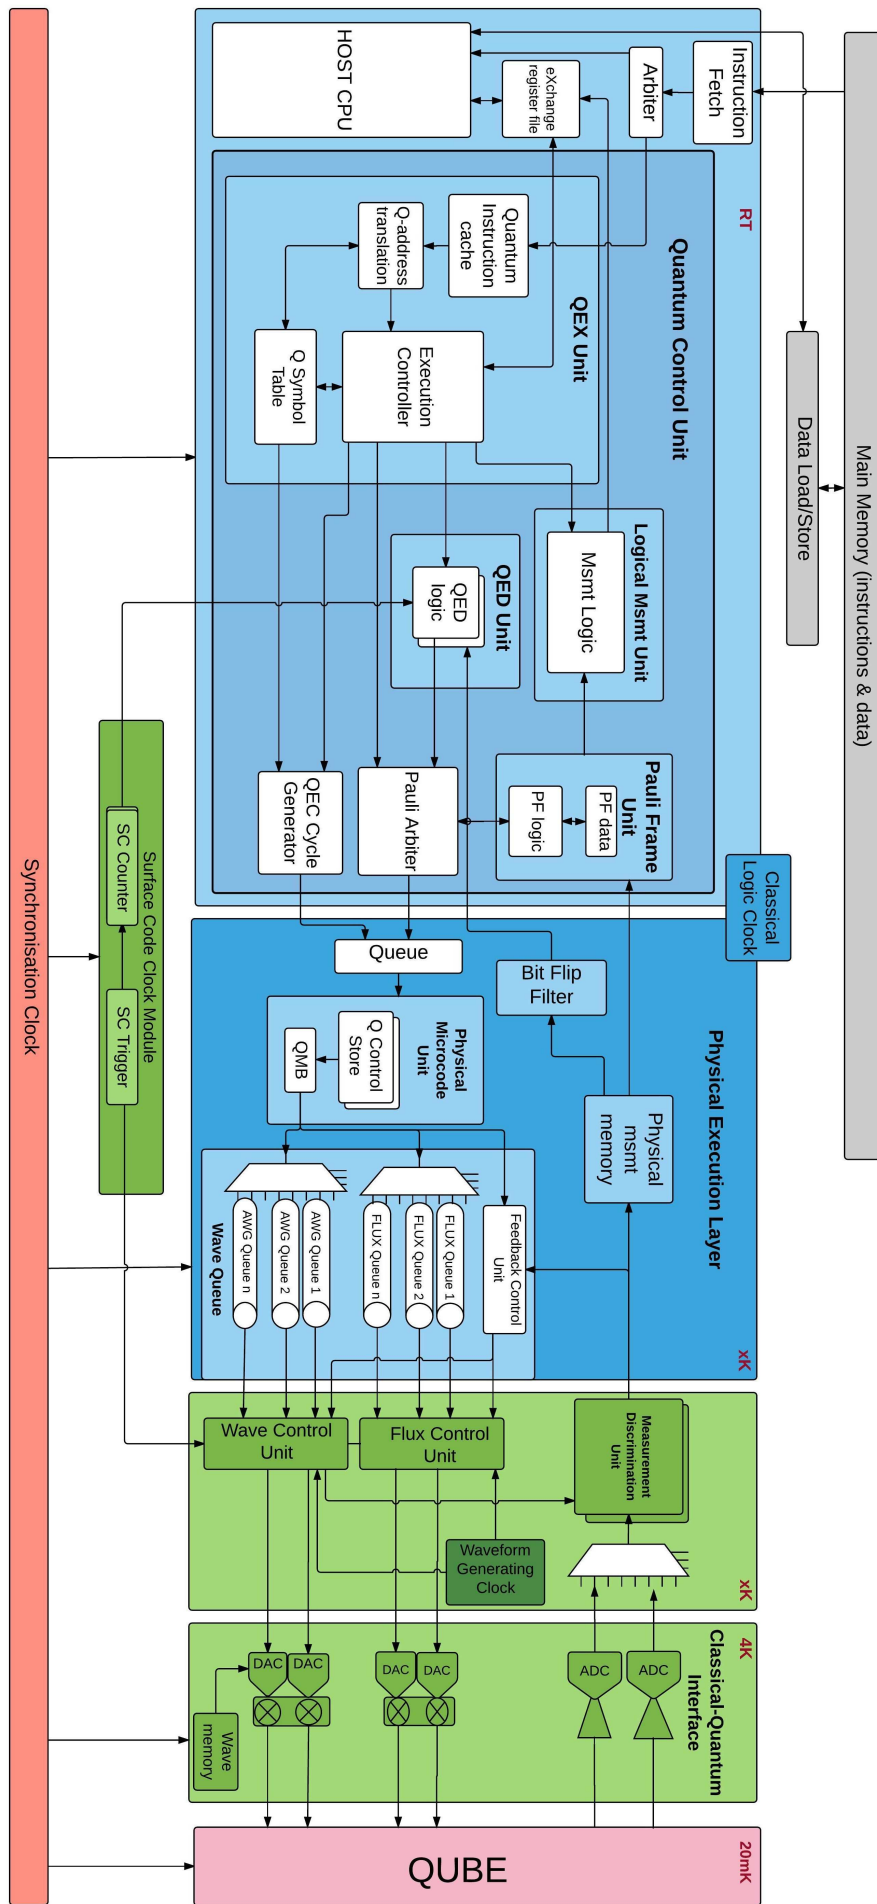 Main Memory (instructions & data)
Data Load/Store
HOST CPU
Instruction
Fetch
Arbiter
eXchange
register file
RT
Quantum Control Unit
QEX Unit
Quantum
Instruction
cache
Q-address
translation
Execution
Controller
Q Symbol
Table
Logical Msmt Unit
Msmt Logic
QED Unit
QED
logic
Pauli Frame
Unit
PF data
PF logic
Pauli Arbiter
QEC Cycle
Generator
Classical
Logic Clock
Synchronisation Clock
Surface Code Clock Module
SC Counter
SC Trigger
Physical Execution Layer
Queue
Bit Flip
Filter
Physical
Microcode
Unit
Q Control
Store
QMB
Physical
msmt
memory
Feedback Control
Unit
FLUX Queue 1
FLUX Queue 2
FLUX Queue n
AWG Queue 1
AWG Queue 2
AWG Queue n
Wave Queue
xK
Wave Control
Unit
Flux Control
Unit
Measurement
Discrimination
Unit
Waveform
Generating
Clock
xK
4K
Classical-Quantum
Interface
DAC
DAC
DAC
DAC
ADC
ADC
Wave
memory
20mK
QUBE